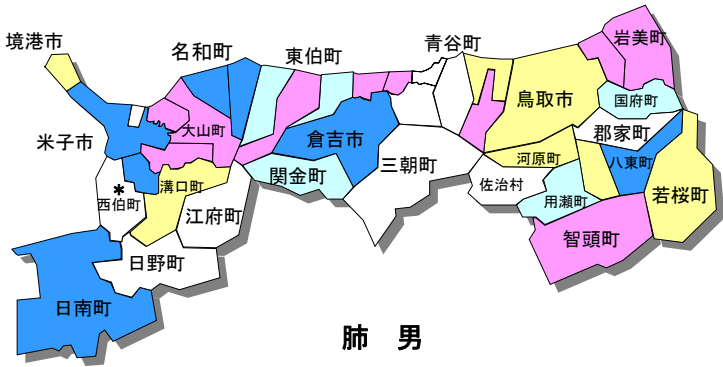 境港市
名和町
東伯町
青谷町
岩美町
米子市
大山町
倉吉市
鳥取市
国府町
郡家町
*
西伯町
溝口町
関金町
三朝町
河原町
八東町
佐治村
用瀬町
若桜町
江府町
智頭町
日野町
日南町
肺 男